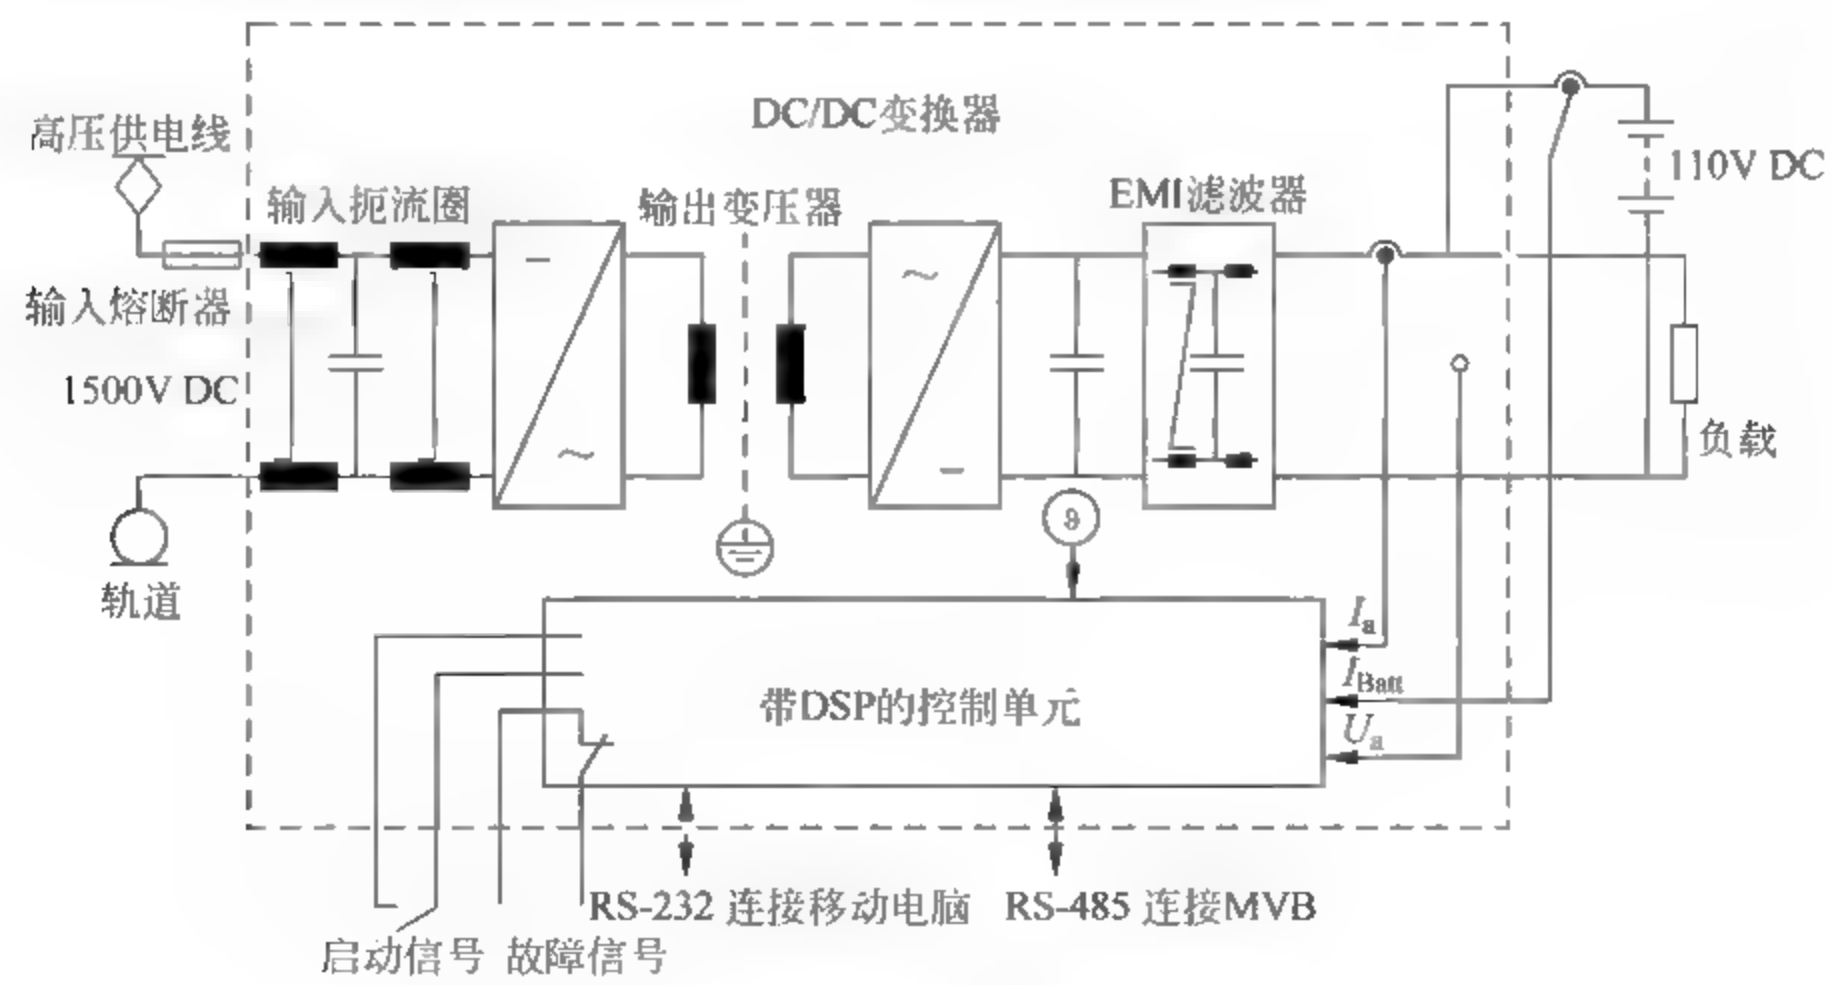 DC/DC变换器
高压供电线
110V DC
输入扼流圈
输出变压器
EMI滤波器
输入熔断器
1500V DC
负载
轨道
Ia
IBatt
带DSP的控制单元
Ua
RS-232 连接移动电脑
RS-485 连接MVB
启动信号
故障信号